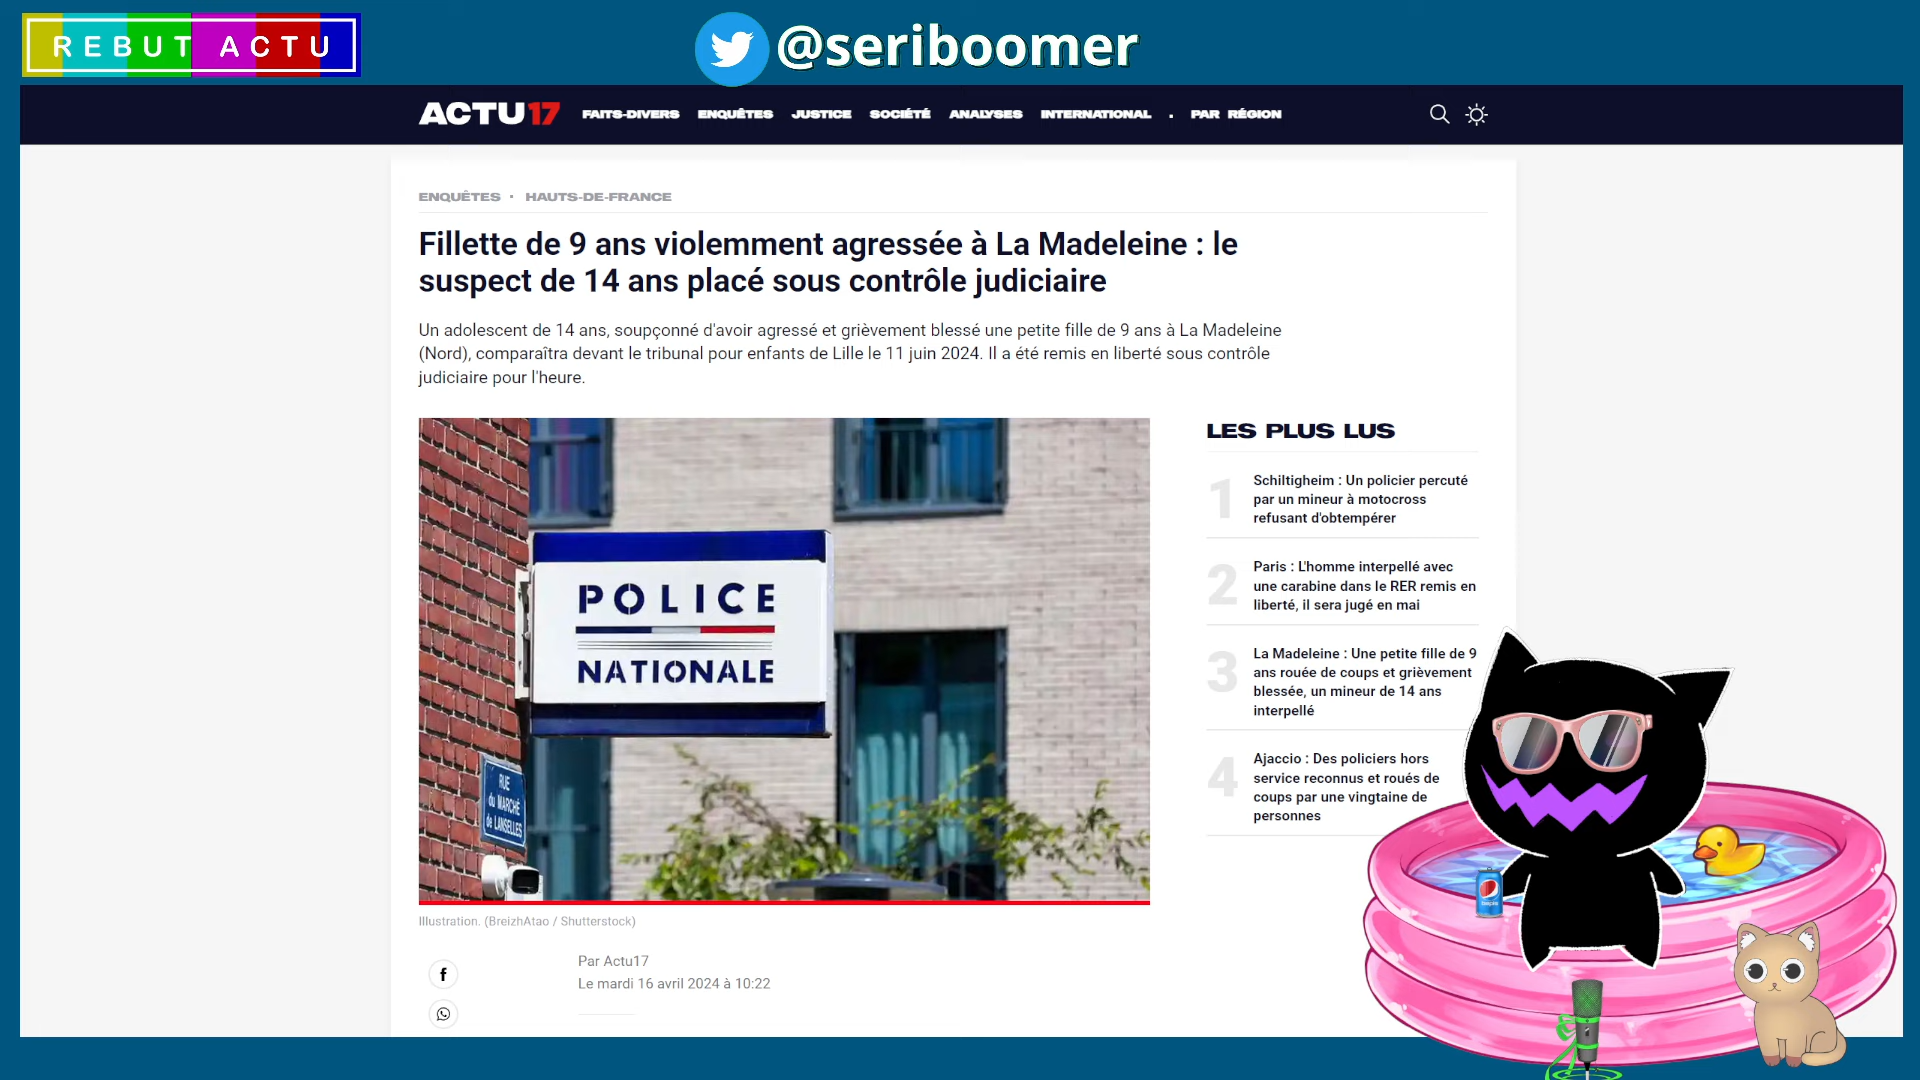 REBUT ACTU
@seriboomer
ACTU17 FAITS-DIVERS ENQUÊTES JUSTICE SOCIÉTÉ ANALYSES INTERNATIONAL . PAR RÉGION
ENQUÊTES · HAUTS-DE-FRANCE
Fillette de 9 ans violemment agressée à La Madeleine : le
suspect de 14 ans placé sous contrôle judiciaire
Un adolescent de 14 ans, soupçonné d'avoir agressé et grièvement blessé une petite fille de 9 ans à La Madeleine
(Nord), comparaîtra devant le tribunal pour enfants de Lille le 11 juin 2024. Il a été remis en liberté sous contrôle
judiciaire pour l'heure.
POLICE
NATIONALE
RUE
du MARCHÉ
de LANSELLES
Illustration. (BreizhAtao / Shutterstock)
Par Actu17
Le mardi 16 avril 2024 à 10:22
LES PLUS LUS
1
Schiltigheim : Un policier percuté
par un mineur à motocross
refusant d'obtempérer
2
Paris : L'homme interpellé avec
une carabine dans le RER remis en
liberté, il sera jugé en mai
3
La Madeleine : Une petite fille de 9
ans rouée de coups et grièvement
blessée, un mineur de 14 ans
interpellé
4
Ajaccio : Des policiers hors
service reconnus et roués de
coups par une vingtaine de
personnes
pepsi